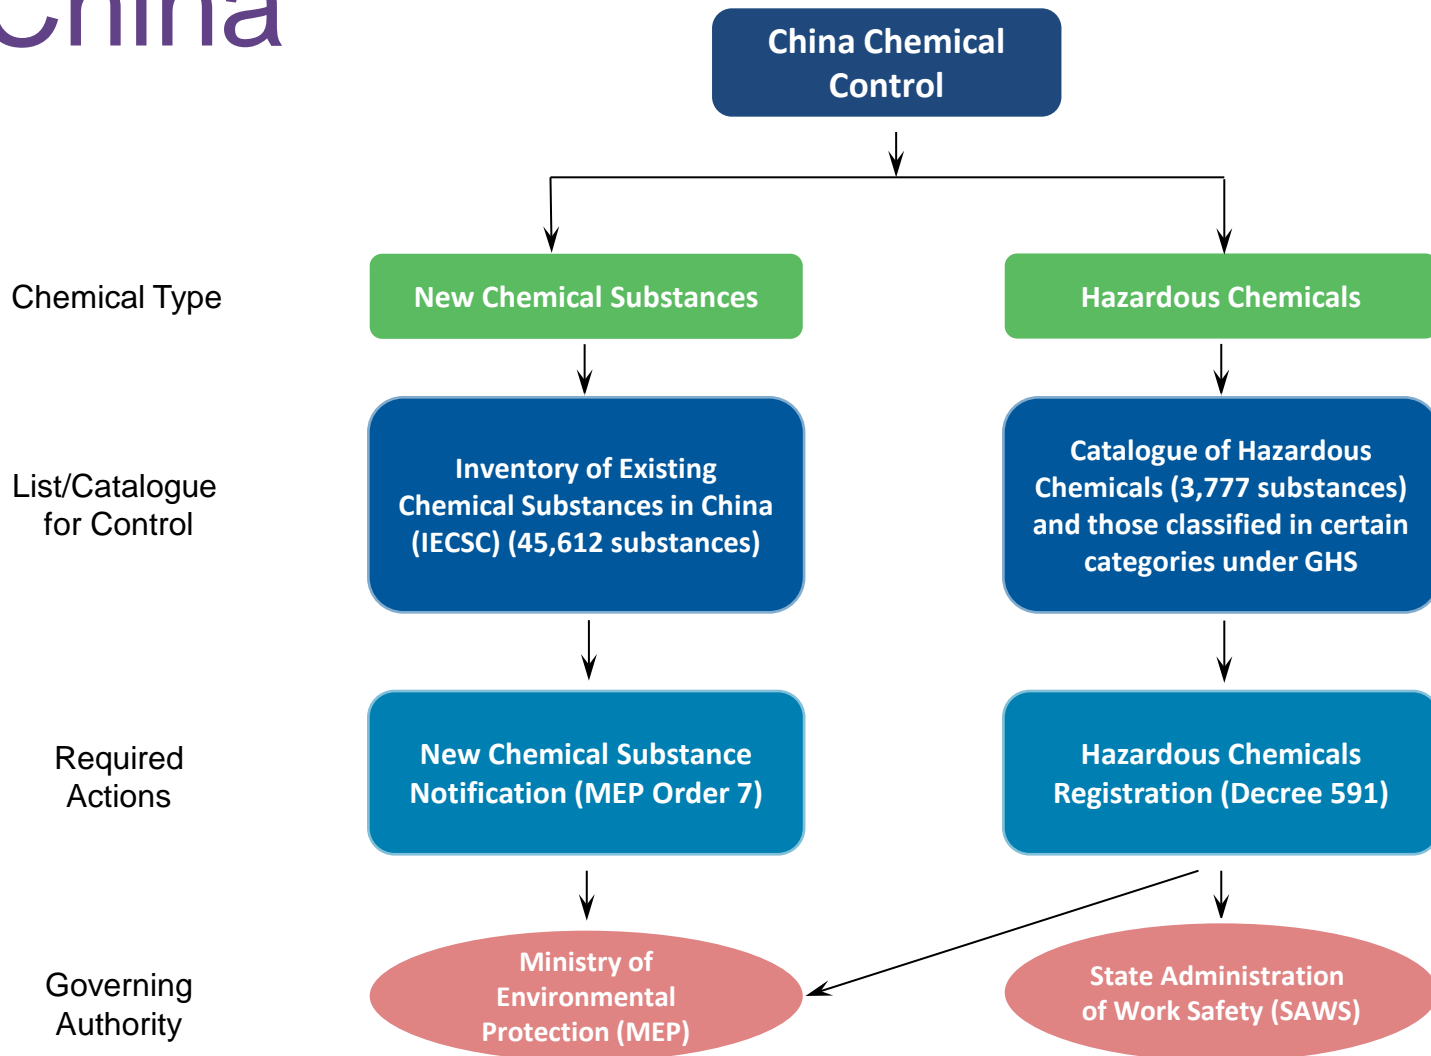 China
China Chemical
Control
Chemical Type
New Chemical Substances
Hazardous Chemicals
List/Catalogue
for Control
Inventory of Existing
Chemical Substances in China
(IECSC) (45,612 substances)
Catalogue of Hazardous
Chemicals (3,777 substances)
and those classified in certain
categories under GHS
Required
Actions
New Chemical Substance
Notification (MEP Order 7)
Hazardous Chemicals
Registration (Decree 591)
Governing
Authority
Ministry of
Environmental
Protection (MEP)
State Administration
of Work Safety (SAWS)